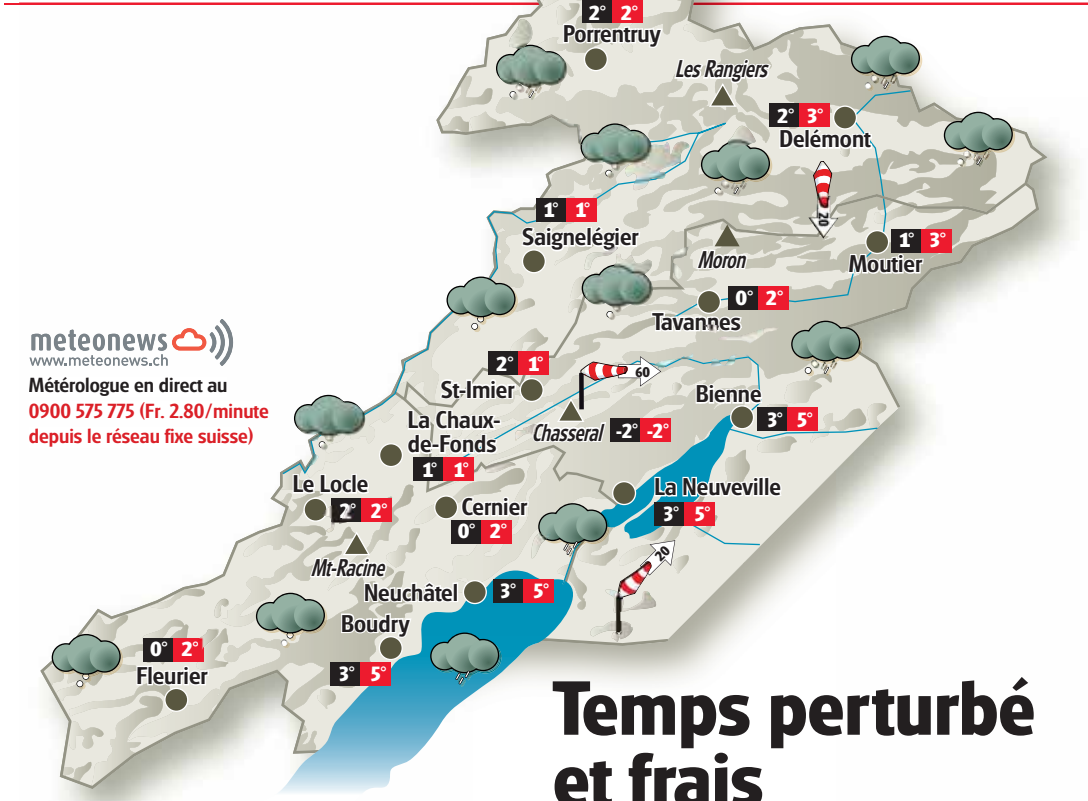 2° 2°
Porrentruy
Les Rangiers
2° 3°
Delémont
20
1° 1°
Saignelégier
Moron
1° 3°
Moutier
0° 2°
Tavannes
meteonews
www.meteonews.ch
Météorologue en direct au
0900 575 775 (Fr. 2.80/minute
depuis le réseau fixe suisse)
2° 1°
St-Imier
60
Bienne
3° 5°
La Chaux-
de-Fonds
1° 1°
Chasseral -2° -2°
Le Locle
2° 2°
Cernier
0° 2°
La Neuveville
3° 5°
Mt-Racine
20
Neuchâtel 3° 5°
Boudry
3° 5°
0° 2°
Fleurier
Temps perturbé
et frais